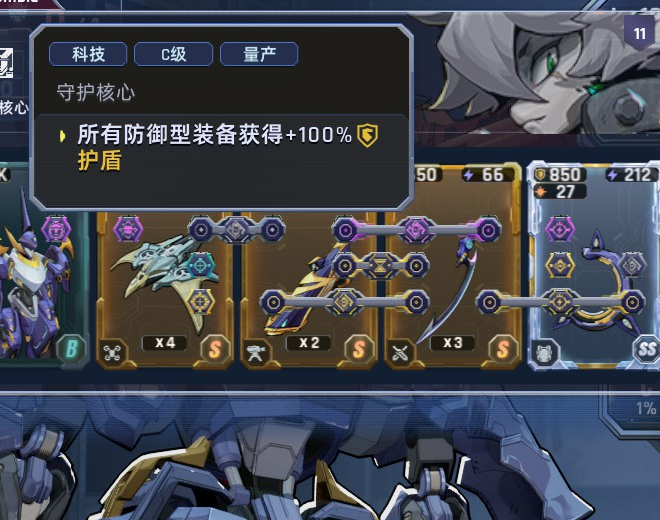 11
科技 C级 量产
核心
守护核心
所有防御型装备获得+100%
护盾
50 66 850 212
27
B x4 S x2 S x3 S SS
1%